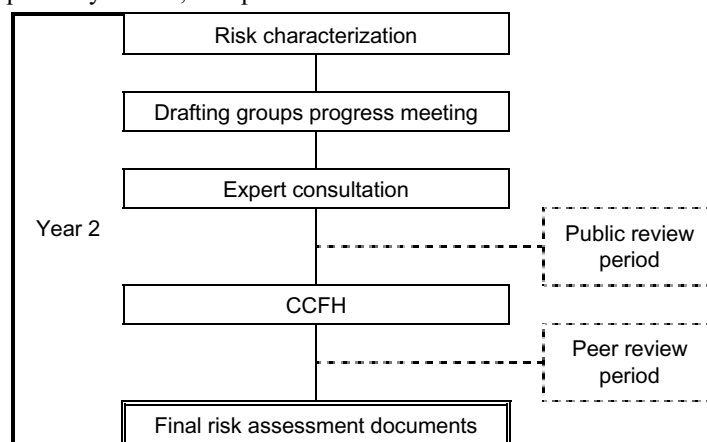 Risk characterization
Drafting groups progress meeting
Expert consultation
Year 2
Public review
period
CCFH
Peer review
period
Final risk assessment documents